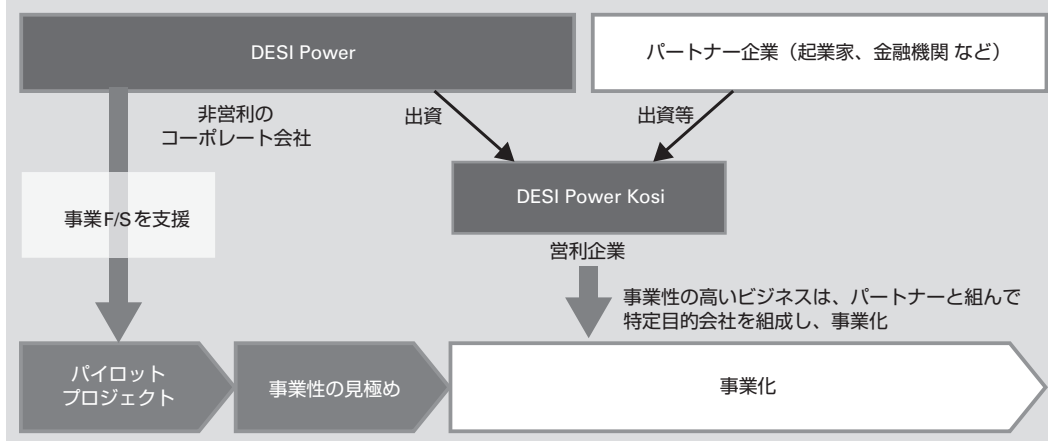 DESI Power
パートナー企業（起業家、金融機関 など）
非営利の
コーポレート会社
出資
出資等
DESI Power Kosi
事業F/Sを支援
営利企業
事業性の高いビジネスは、パートナーと組んで
特定目的会社を組成し、事業化
パイロット
プロジェクト
事業性の見極め
事業化